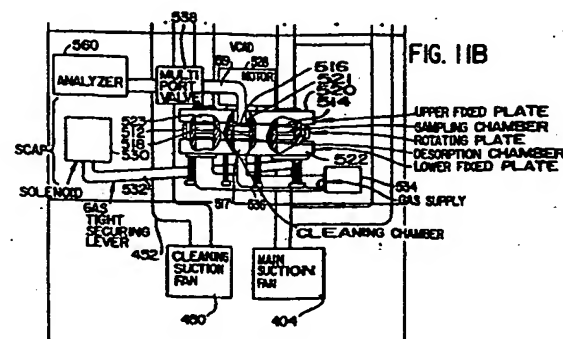 FIG. 11B
560
538
VCAD
ANALYZER
MULTI
PORT
VALVE
519
528
MOTOR
516
521
520
514
UPPER FIXED PLATE
SAMPLING CHAMBER
ROTATING PLATE
DESORPTION CHAMBER
LOWER FIXED PLATE
523
512
518
530
SCAP
SOLENOID
532
522
534
GAS SUPPLY
GAS
TIGHT
SECURING
LEVER
517
536
CLEANING CHAMBER
452
CLEANING
SUCTION
FAN
MAIN
SUCTION
FAN
404